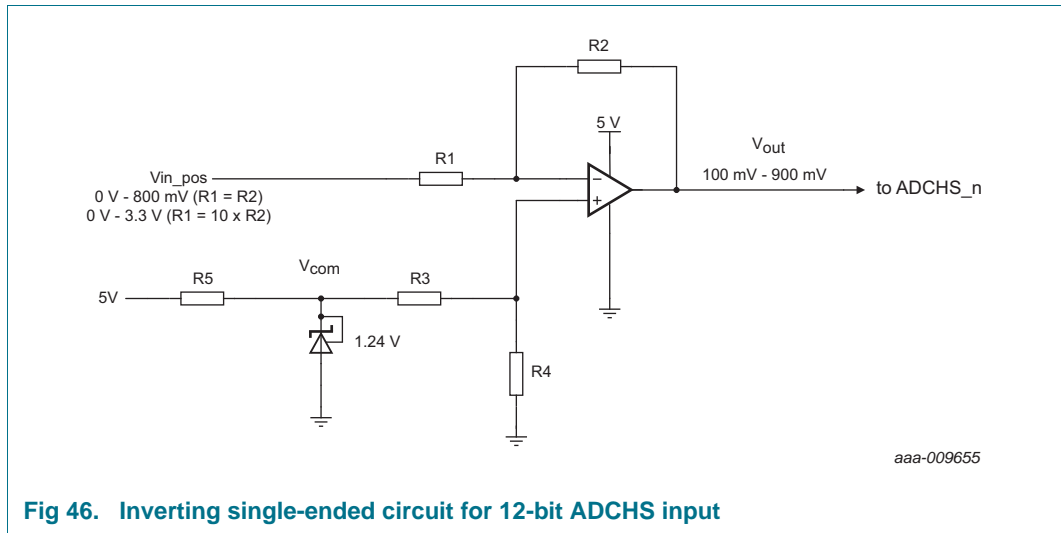 R2
5 V
Vout
100 mV - 900 mV
R1
Vin_pos
0 V - 800 mV (R1 = R2)
0 V - 3.3 V (R1 = 10 x R2)
−
+
to ADCHS_n
Vcom
R5
R3
5V
1.24 V
R4
aaa-009655
Fig 46. Inverting single-ended circuit for 12-bit ADCHS input